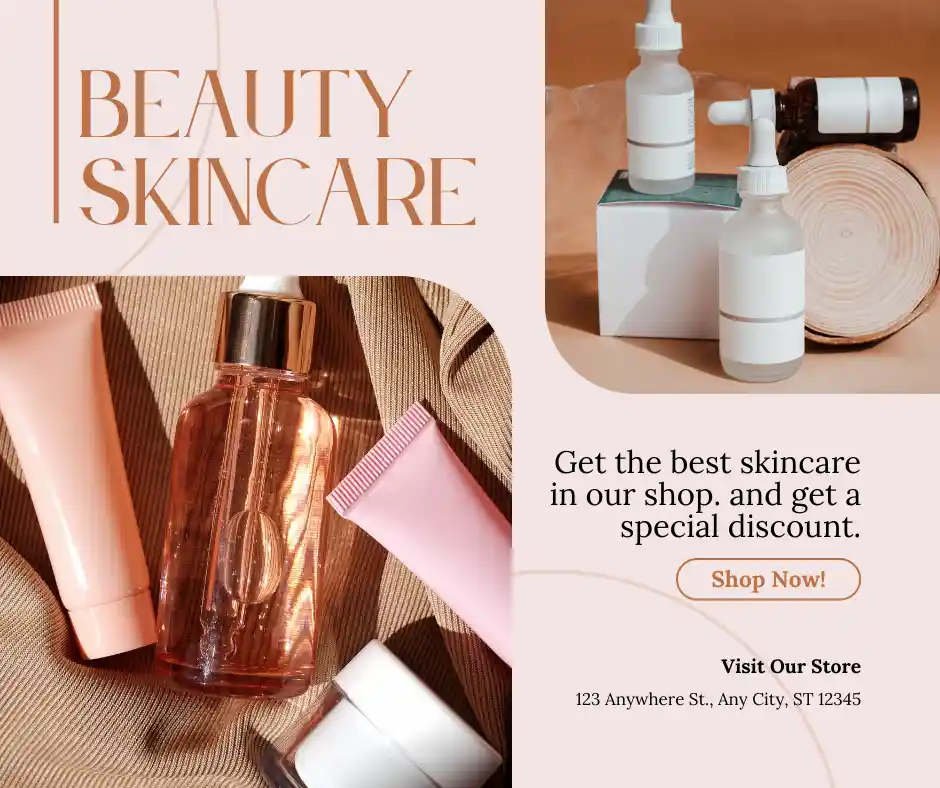 BEAUTY
SKINCARE
Get the best skincare
in our shop. and get a
special discount.
Shop Now!
Visit Our Store
123 Anywhere St., Any City, ST 12345